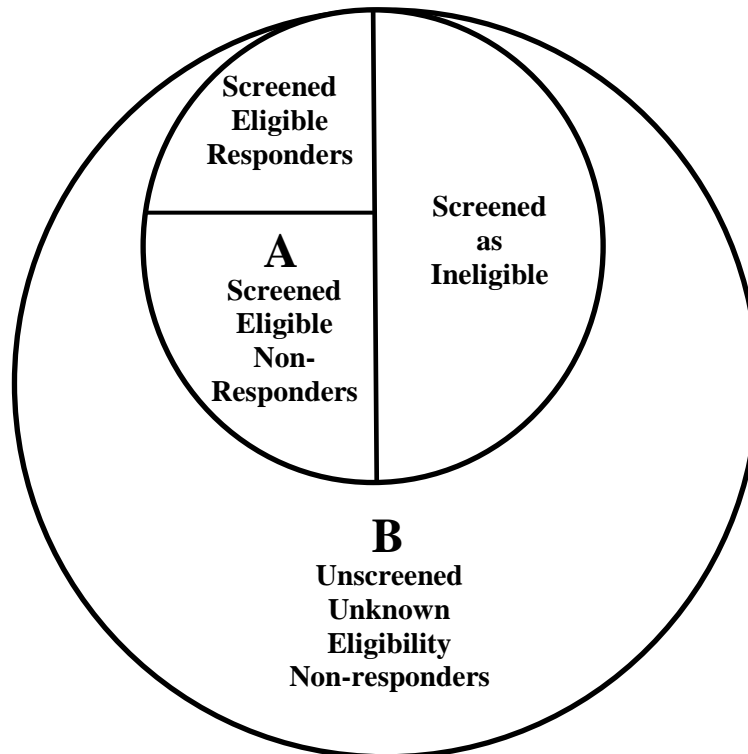 Screened
Eligible
Responders
Screened
as
Ineligible
A
Screened
Eligible
Non-
Responders
B
Unscreened
Unknown
Eligibility
Non-responders